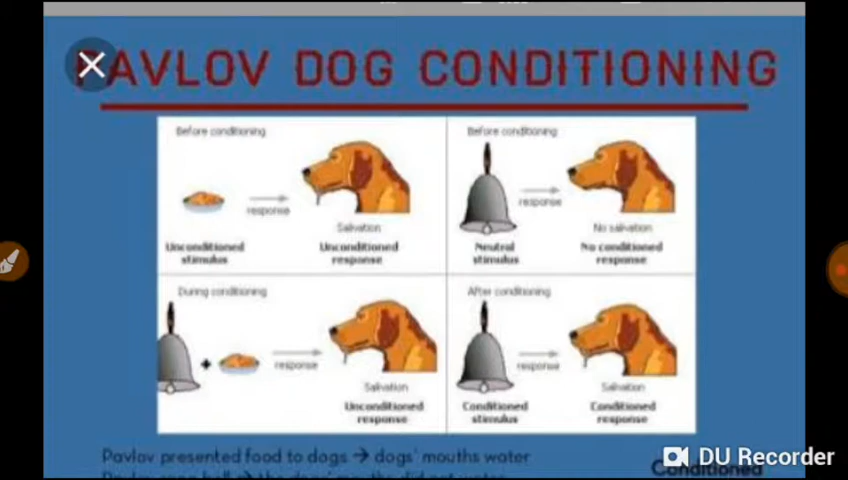 PAVLOV DOG CONDITIONING
Before conditioning
response
Salivation
Unconditioned
stimulus
Unconditioned
response
Before conditioning
response
No salivation
Neutral
stimulus
No conditioned
response
During conditioning
+
response
Salivation
Unconditioned
response
After conditioning
response
Salivation
Conditioned
stimulus
Conditioned
response
Pavlov presented food to dogs → dogs' mouths water
Conditioned
DU Recorder